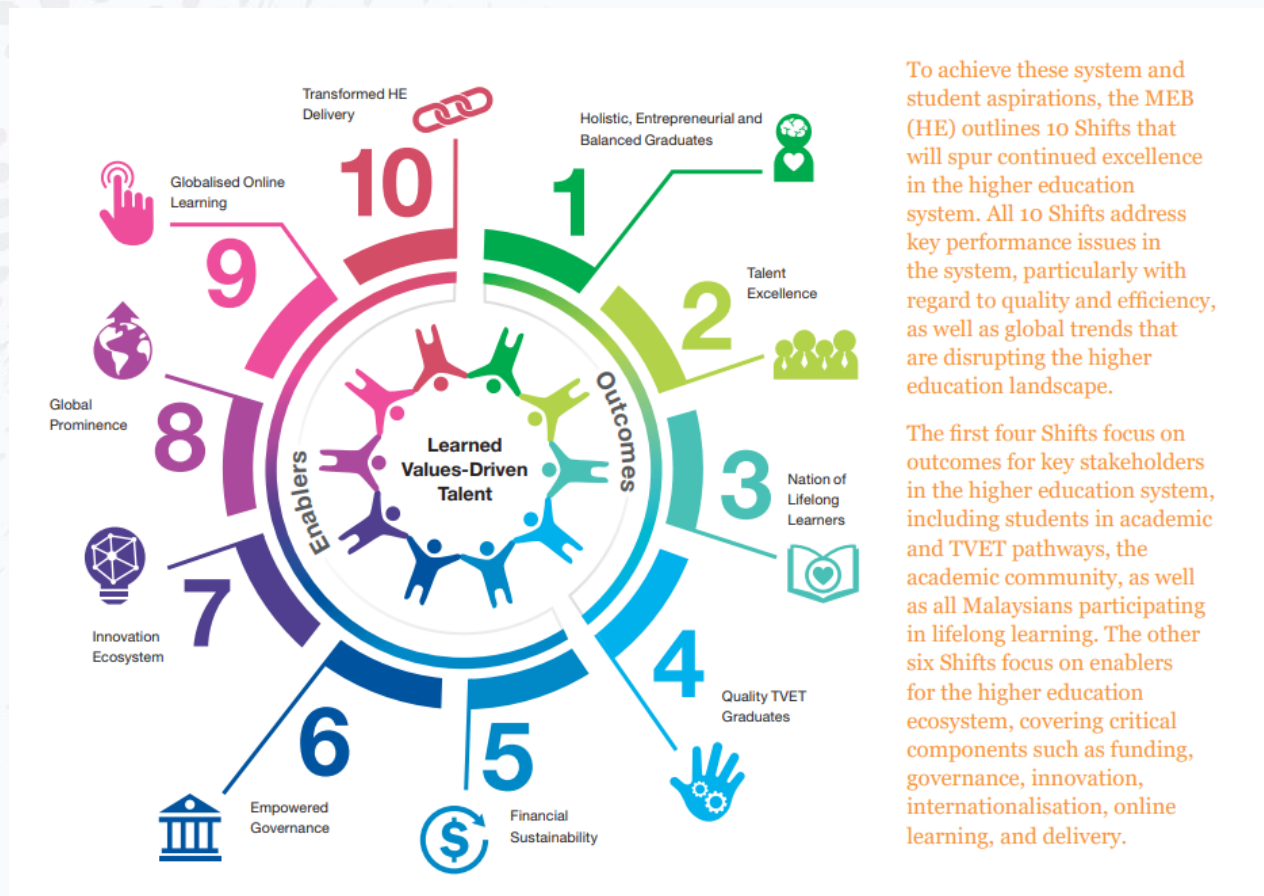 Transformed HE
Delivery
10
Holistic, Entrepreneurial and
Balanced Graduates
1
Globalised Online
Learning
9
Talent
Excellence
2
Global
Prominence
8
Nation of
Lifelong
Learners
3
Enablers
Outcomes
Learned
Values-Driven
Talent
Innovation
Ecosystem
7
Quality TVET
Graduates
4
Empowered
Governance
6
Financial
Sustainability
5
$
To achieve these system and
student aspirations, the MEB
(HE) outlines 10 Shifts that
will spur continued excellence
in the higher education
system. All 10 Shifts address
key performance issues in
the system, particularly with
regard to quality and efficiency,
as well as global trends that
are disrupting the higher
education landscape.
The first four Shifts focus on
outcomes for key stakeholders
in the higher education system,
including students in academic
and TVET pathways, the
academic community, as well
as all Malaysians participating
in lifelong learning. The other
six Shifts focus on enablers
for the higher education
ecosystem, covering critical
components such as funding,
governance, innovation,
internationalisation, online
learning, and delivery.